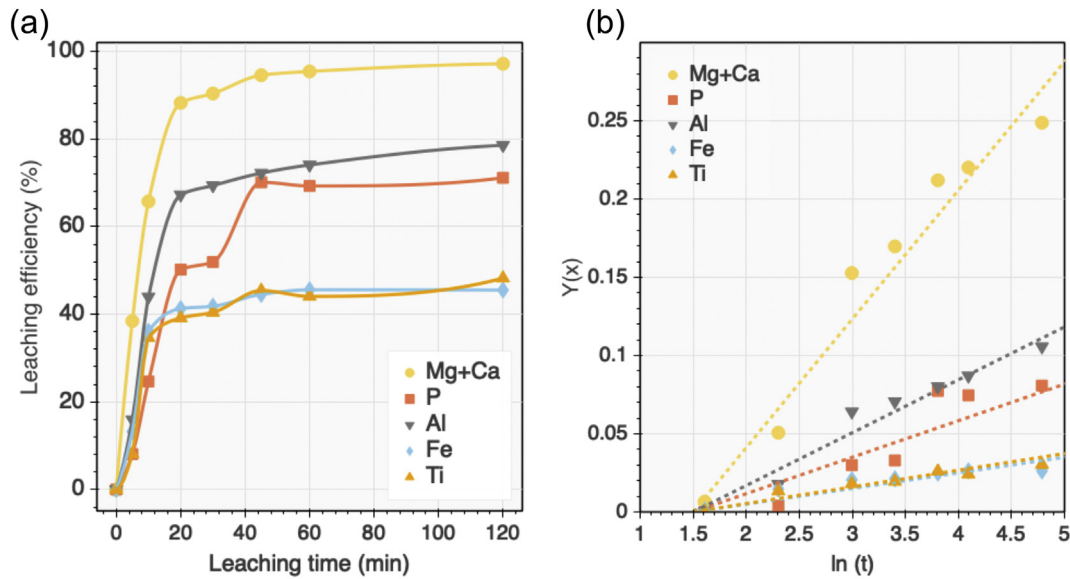 (a)
100
80
60
40
20
0
Leaching efficiency (%)
Mg+Ca
P
Al
Fe
Ti
0 20 40 60 80 100 120
Leaching time (min)
(b)
0.25
0.2
0.15
0.1
0.05
0
Y(x)
Mg+Ca
P
Al
Fe
Ti
1 1.5 2 2.5 3 3.5 4 4.5 5
ln (t)